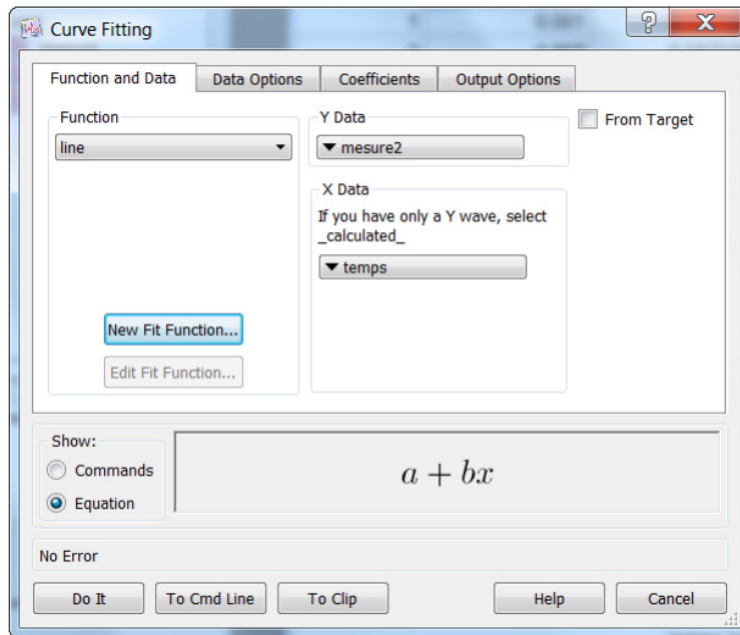 Curve Fitting
Function and Data
Data Options
Coefficients
Output Options
Function
line
New Fit Function...
Edit Fit Function...
Y Data
mesure2
From Target
X Data
If you have only a Y wave, select
_calculated_
temps
Show:
Commands
Equation
a + bx
No Error
Do It
To Cmd Line
To Clip
Help
Cancel